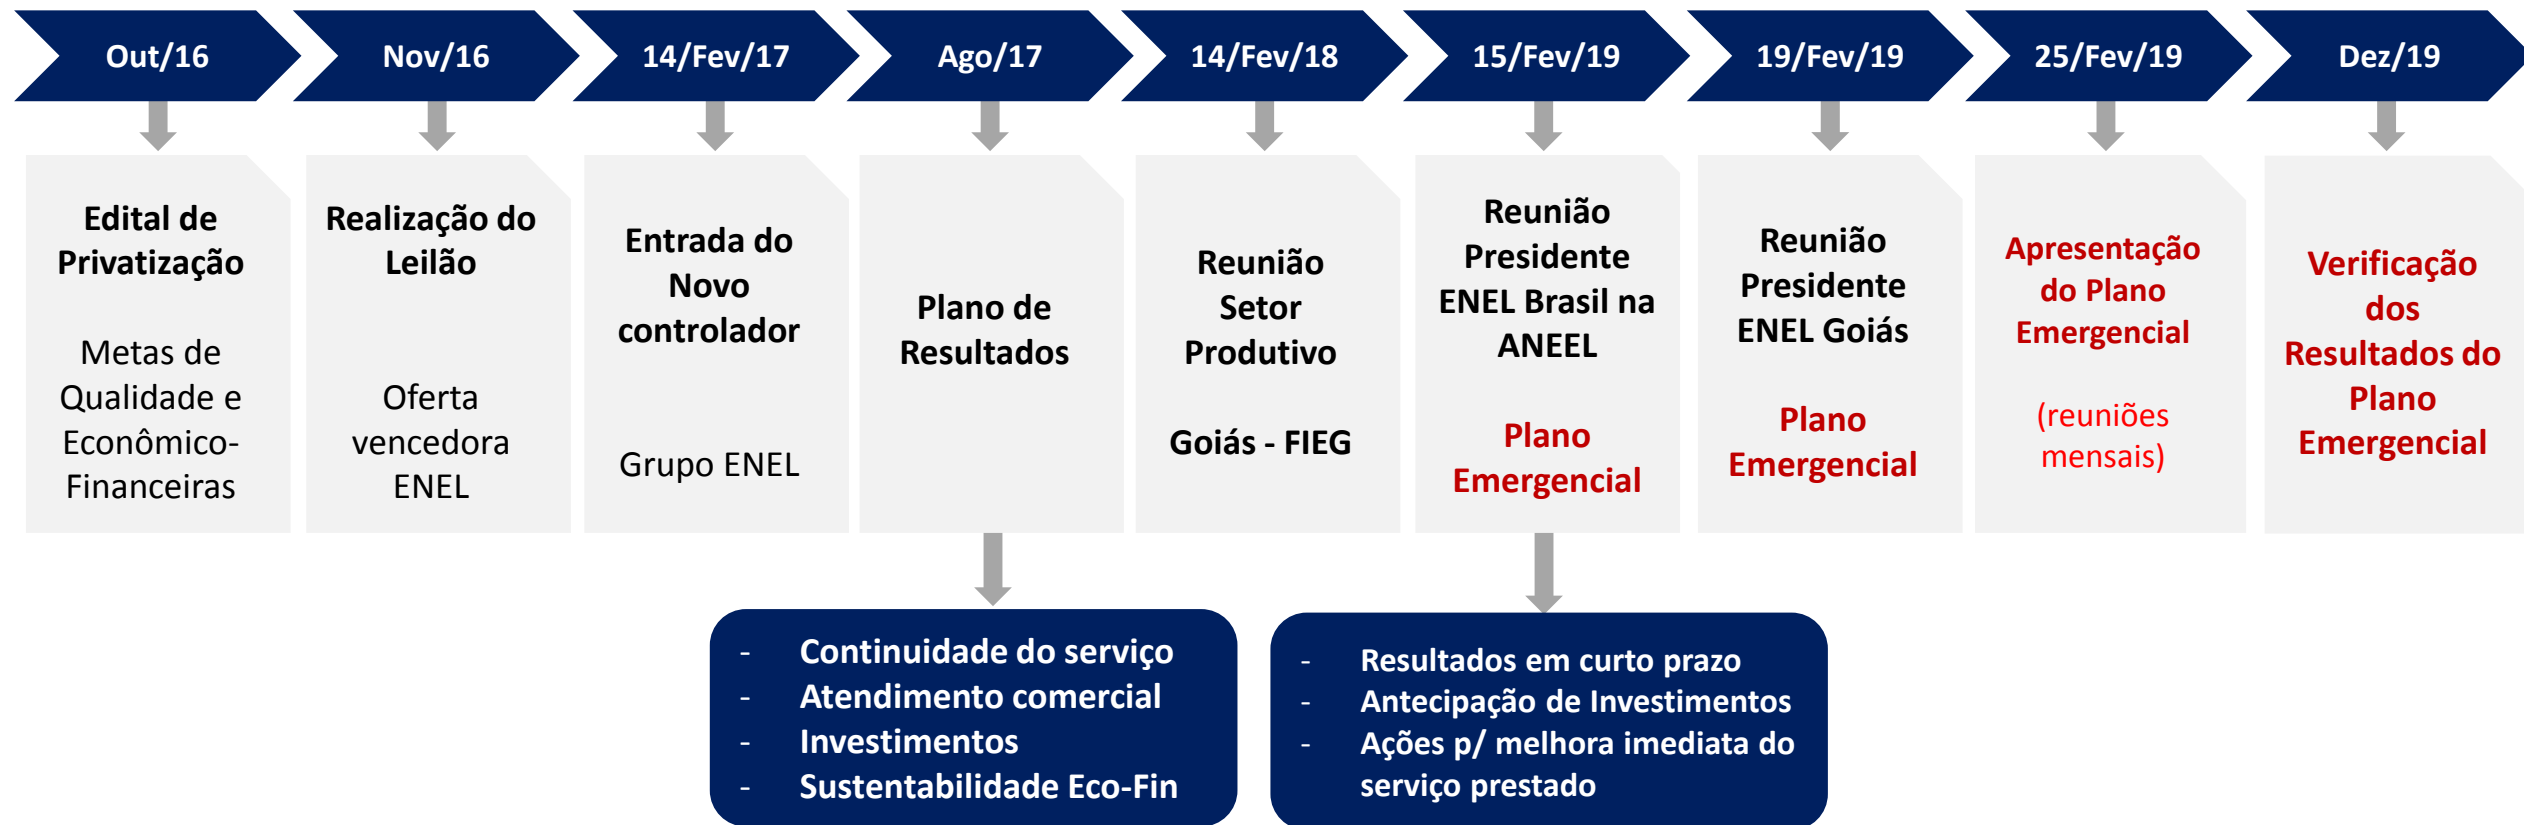 Out/16
Nov/16
14/Fev/17
Ago/17
14/Fev/18
15/Fev/19
19/Fev/19
25/Fev/19
Dez/19
Edital de
Privatização
Metas de
Qualidade e
Econômico-
Financeiras
Realização do
Leilão
Oferta
vencedora
ENEL
Entrada do
Novo
controlador
Grupo ENEL
Plano de
Resultados
Reunião
Setor
Produtivo
Goiás - FIEG
Reunião
Presidente
ENEL Brasil na
ANEEL
Plano
Emergencial
Reunião
Presidente
ENEL Goiás
Plano
Emergencial
Apresentação
do Plano
Emergencial
(reuniões
mensais)
Verificação
dos
Resultados do
Plano
Emergencial
- Continuidade do serviço
- Atendimento comercial
- Investimentos
- Sustentabilidade Eco-Fin
- Resultados em curto prazo
- Antecipação de Investimentos
- Ações p/ melhora imediata do
serviço prestado